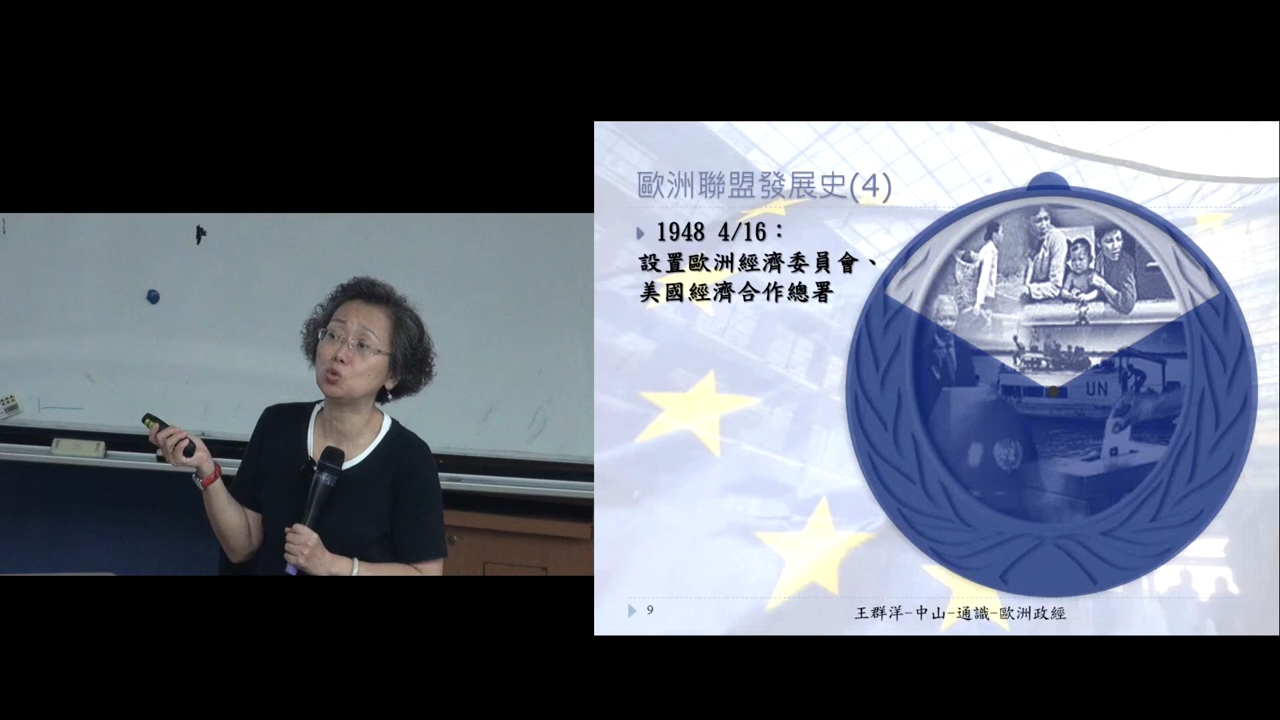 歐洲聯盟發展史(4)
1948 4/16：
設置歐洲經濟委員會、
美國經濟合作總署
UN
9
王群洋-中山-通識-歐洲政經